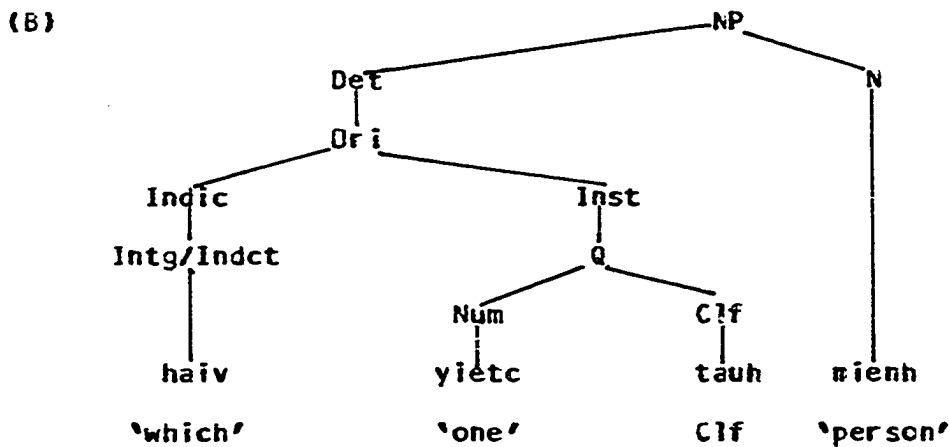 (B) NP
Det N
Ori
Indic Inst
Intg/Indct Q
Num Clf
haiv yietc tauh mienh
'which' 'one' Clf 'person'